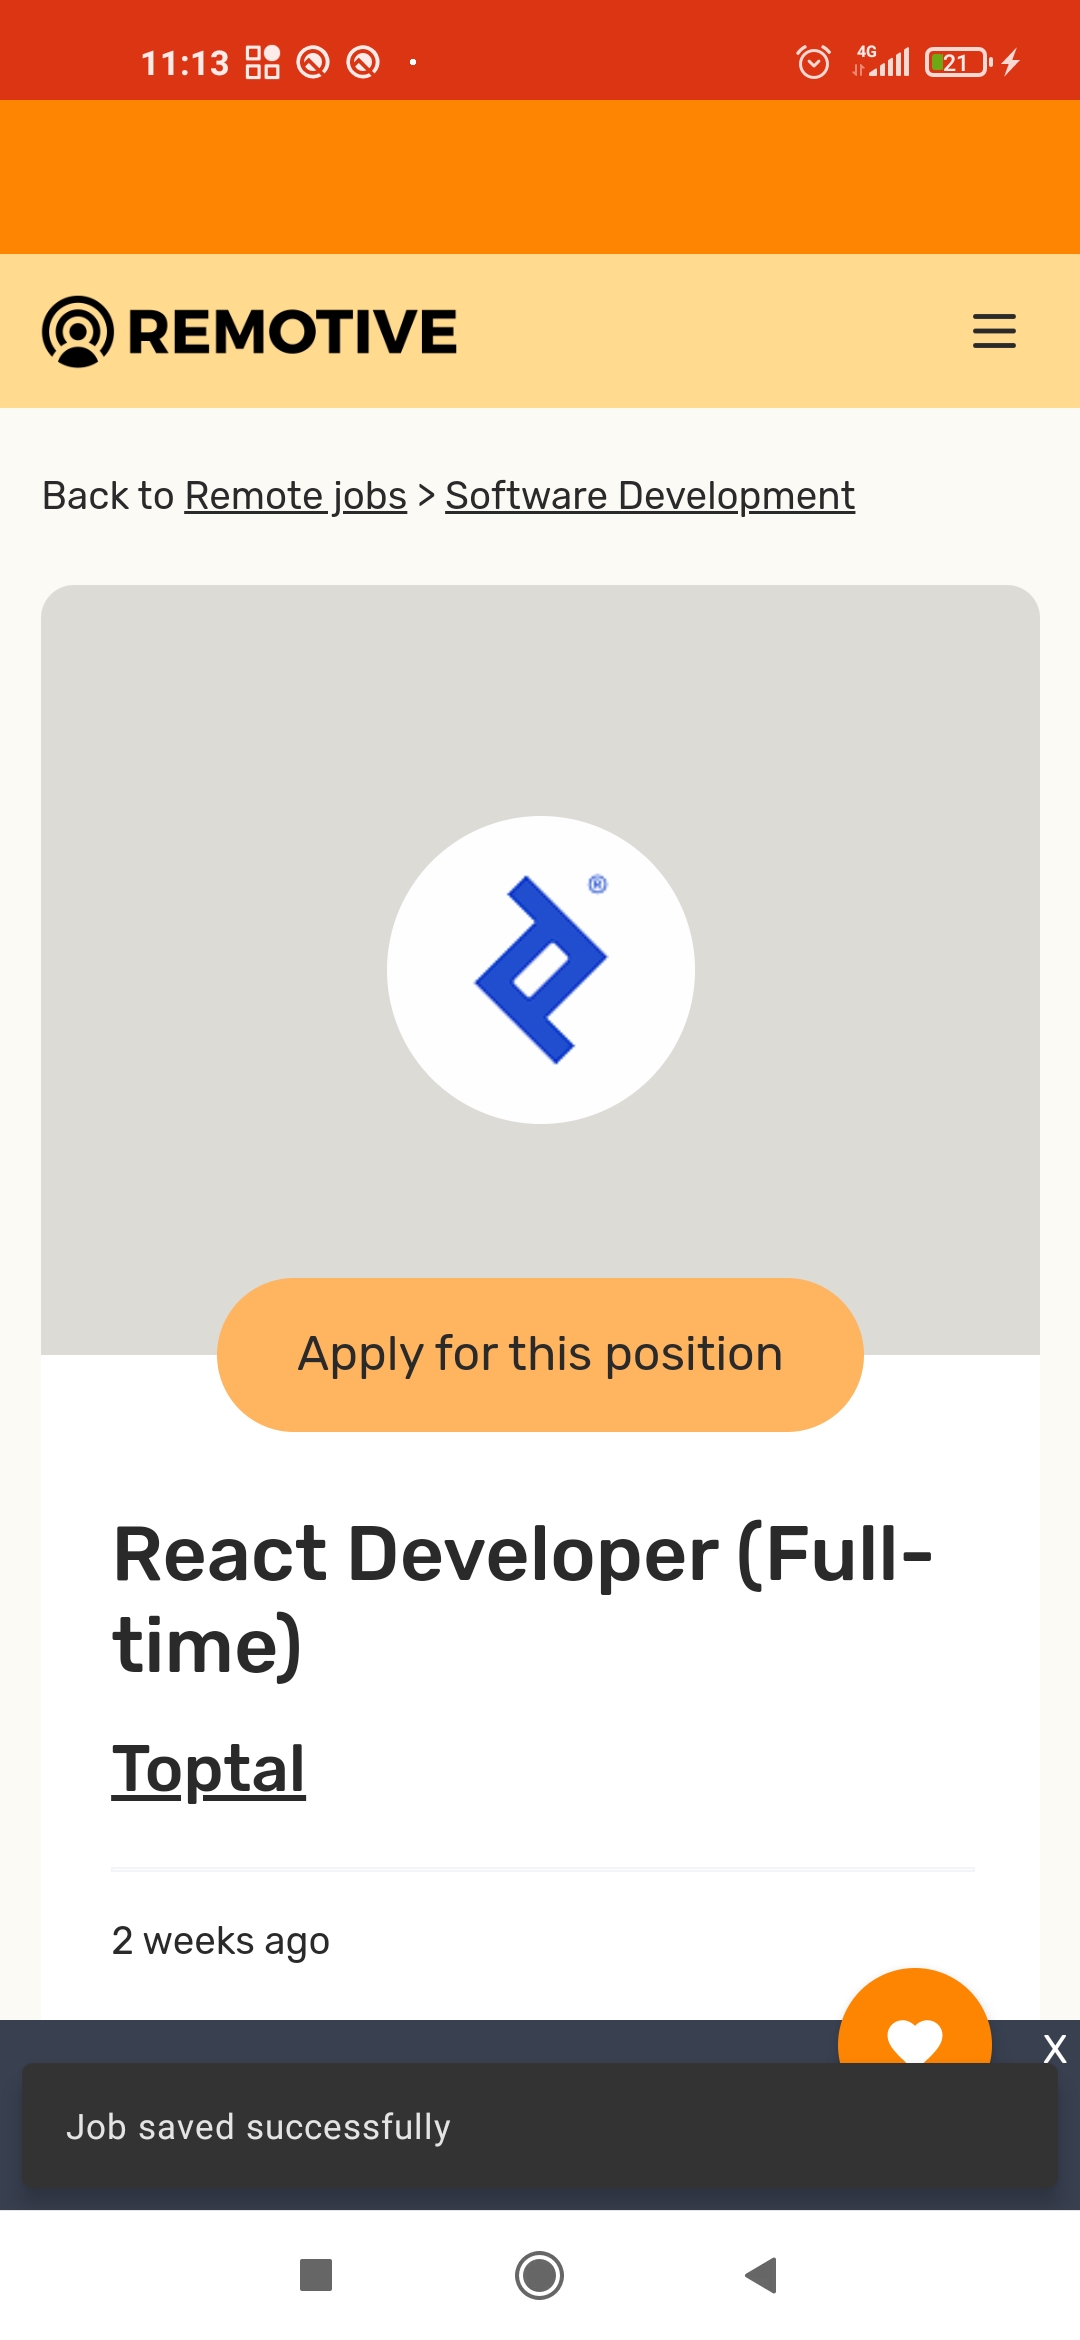 11:13
4G
21
REMOTIVE
Back to Remote jobs > Software Development
®
Apply for this position
React Developer (Full-
time)
Toptal
2 weeks ago
X
Job saved successfully